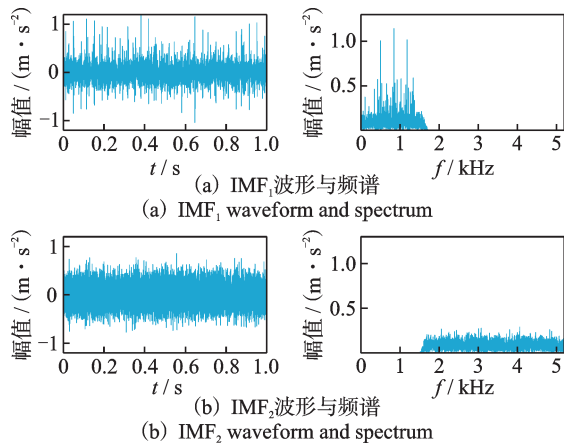 幅值 / (m·s⁻²)
1
0
−1
0 0.2 0.4 0.6 0.8 1.0
t / s
幅值 / (m·s⁻²)
1.0
0.5
0 1 2 3 4 5
f / kHz
(a) IMF₁波形与频谱
(a) IMF₁ waveform and spectrum
幅值 / (m·s⁻²)
1
0
−1
0 0.2 0.4 0.6 0.8 1.0
t / s
幅值 / (m·s⁻²)
1.0
0.5
0 1 2 3 4 5
f / kHz
(b) IMF₂波形与频谱
(b) IMF₂ waveform and spectrum